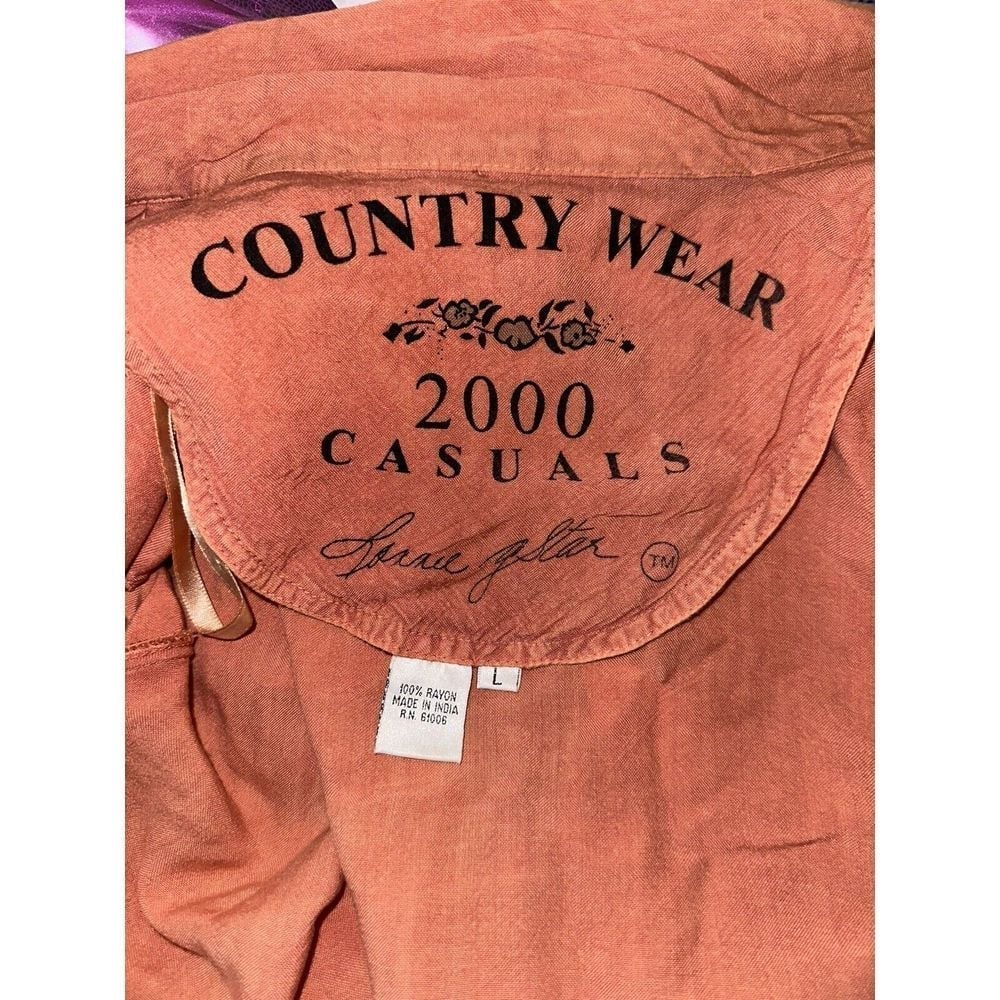 COUNTRY WEAR
2000
CASUALS
TM
L
100% RAYON
MADE IN INDIA
R.N. 61006